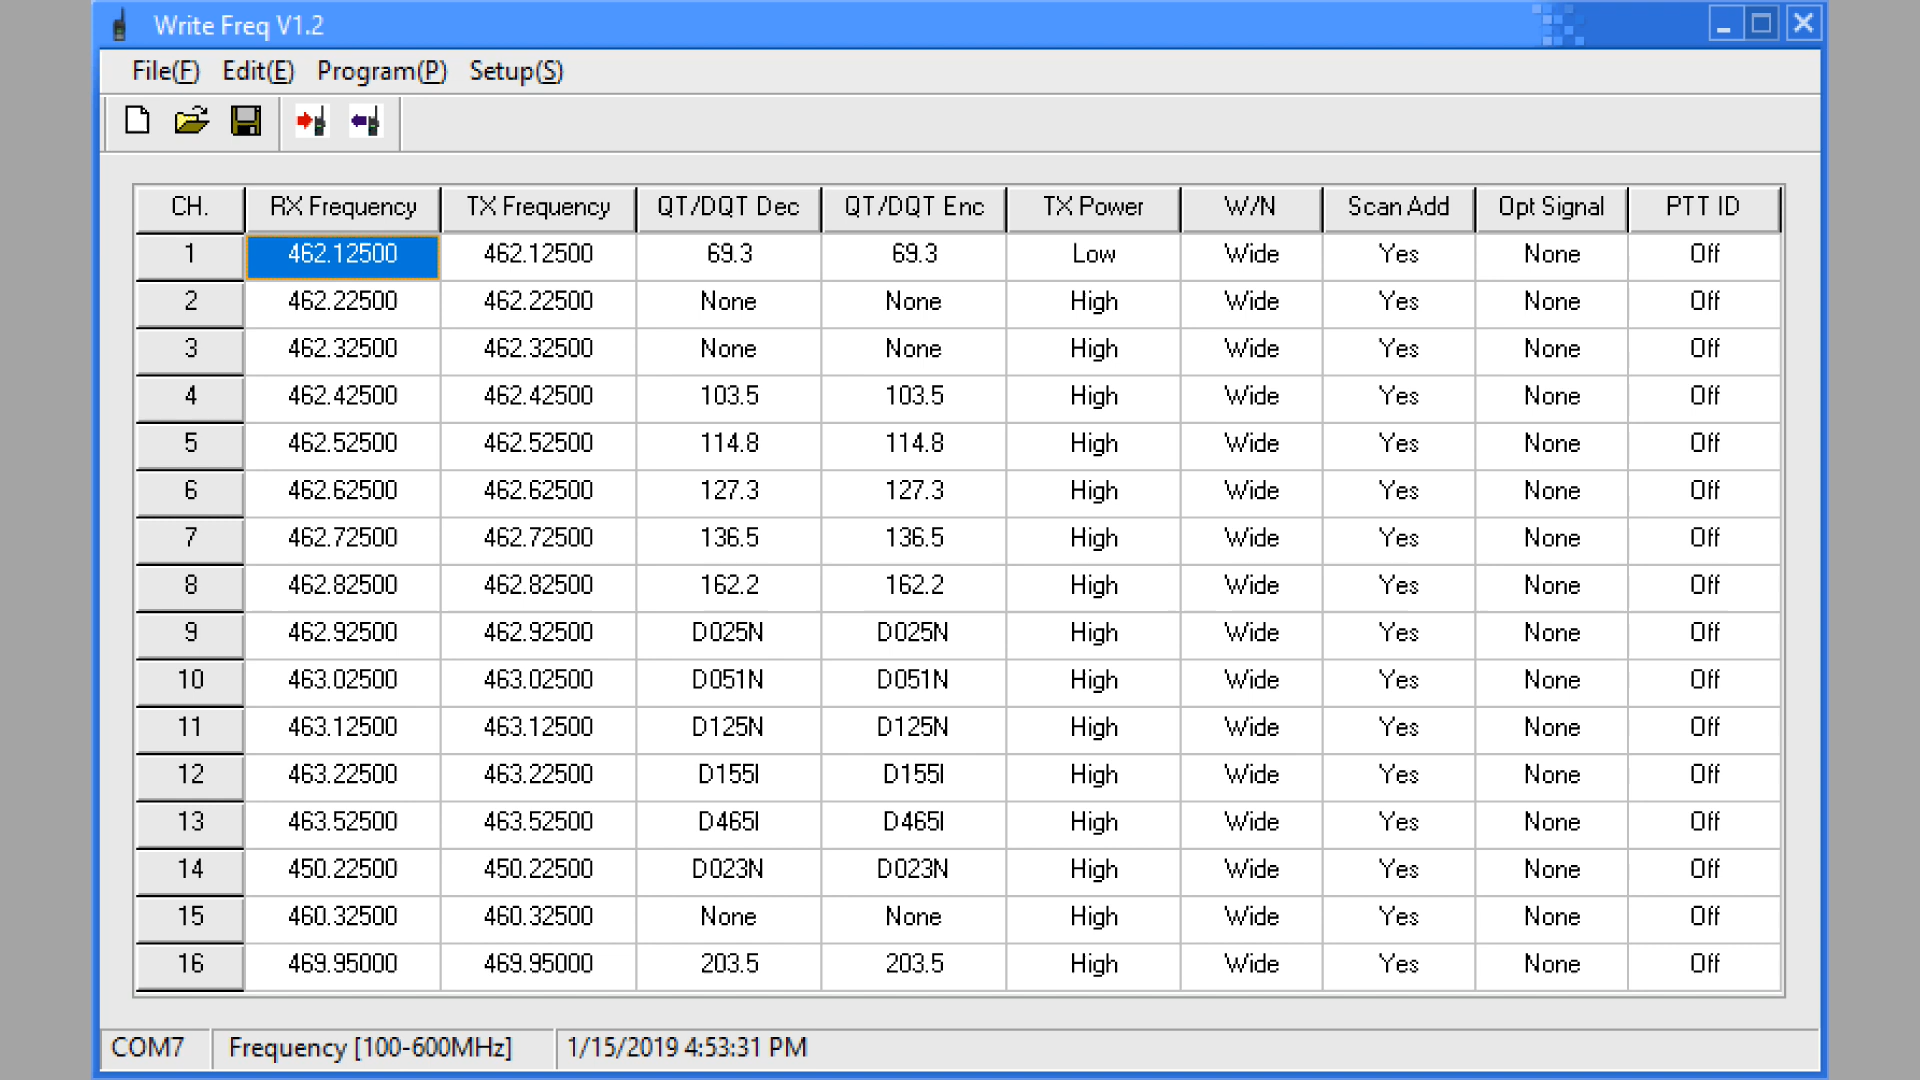 Write Freq V1.2
File(F) Edit(E) Program(P) Setup(S)
CH. RX Frequency TX Frequency QT/DQT Dec QT/DQT Enc TX Power W/N Scan Add Opt Signal PTT ID
1 462.12500 462.12500 69.3 69.3 Low Wide Yes None Off
2 462.22500 462.22500 None None High Wide Yes None Off
3 462.32500 462.32500 None None High Wide Yes None Off
4 462.42500 462.42500 103.5 103.5 High Wide Yes None Off
5 462.52500 462.52500 114.8 114.8 High Wide Yes None Off
6 462.62500 462.62500 127.3 127.3 High Wide Yes None Off
7 462.72500 462.72500 136.5 136.5 High Wide Yes None Off
8 462.82500 462.82500 162.2 162.2 High Wide Yes None Off
9 462.92500 462.92500 D025N D025N High Wide Yes None Off
10 463.02500 463.02500 D051N D051N High Wide Yes None Off
11 463.12500 463.12500 D125N D125N High Wide Yes None Off
12 463.22500 463.22500 D155I D155I High Wide Yes None Off
13 463.52500 463.52500 D465I D465I High Wide Yes None Off
14 450.22500 450.22500 D023N D023N High Wide Yes None Off
15 460.32500 460.32500 None None High Wide Yes None Off
16 469.95000 469.95000 203.5 203.5 High Wide Yes None Off
COM7 Frequency [100-600MHz] 1/15/2019 4:53:31 PM